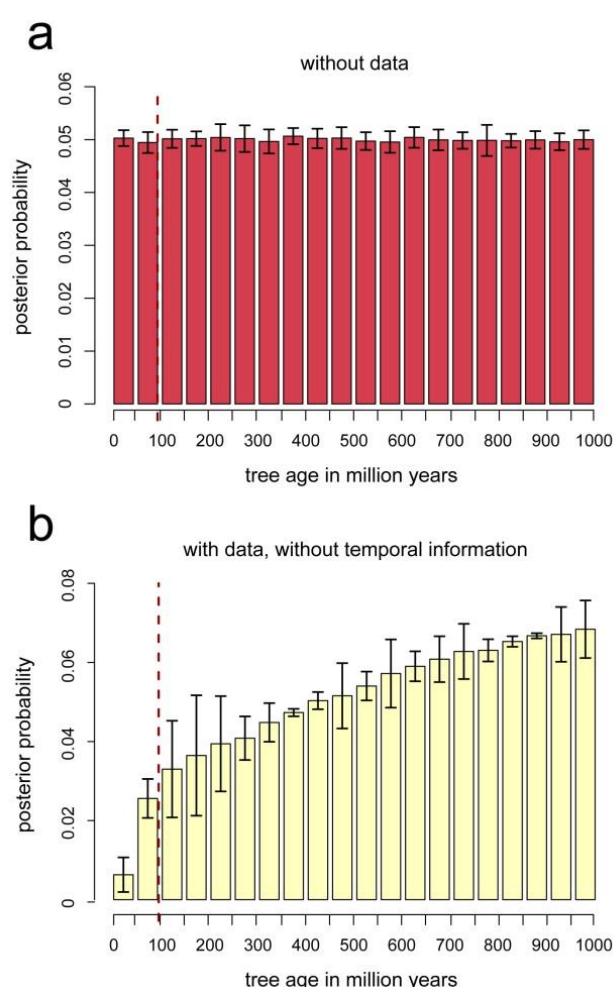 a
without data
0.06
0.05
0.04
0.03
0.02
0.01
0
posterior probability
0 100 200 300 400 500 600 700 800 900 1000
tree age in million years
b
with data, without temporal information
0.08
0.06
0.04
0.02
0
posterior probability
0 100 200 300 400 500 600 700 800 900 1000
tree age in million years